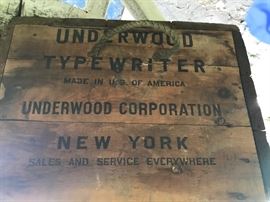 UNDERWOOD
TYPEWRITER
MADE IN U.S. OF AMERICA
UNDERWOOD CORPORATION
NEW YORK
SALES AND SERVICE EVERYWHERE